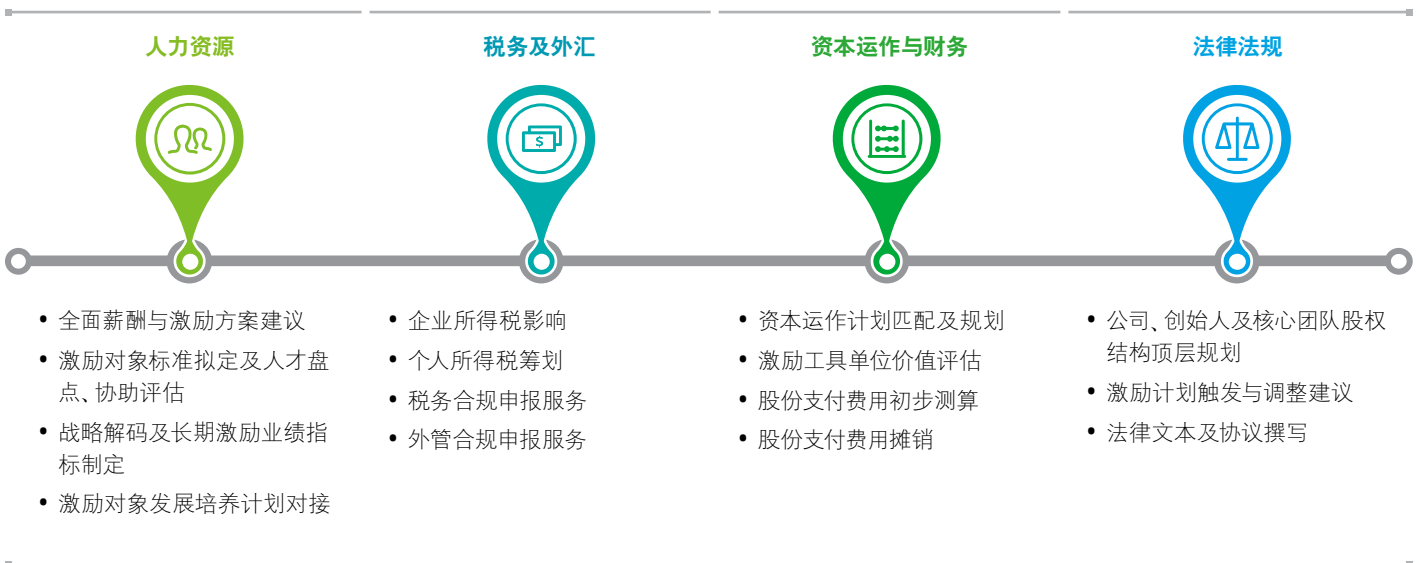 人力资源
全面薪酬与激励方案建议
激励对象标准拟定及人才盘
点、协助评估
战略解码及长期激励业绩指
标制定
激励对象发展培养计划对接
税务及外汇
$
企业所得税影响
个人所得税筹划
税务合规申报服务
外管合规申报服务
资本运作与财务
资本运作计划匹配及规划
激励工具单位价值评估
股份支付费用初步测算
股份支付费用摊销
法律法规
公司、创始人及核心团队股权
结构顶层规划
激励计划触发与调整建议
法律文本及协议撰写